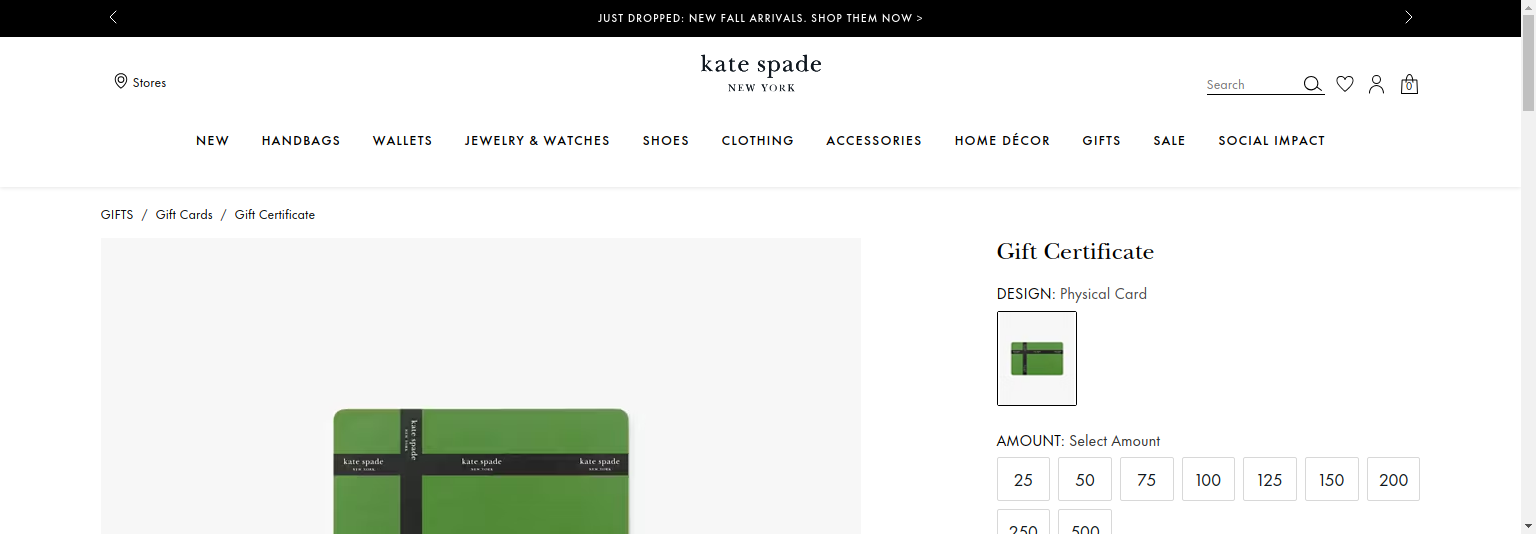 JUST DROPPED: NEW FALL ARRIVALS. SHOP THEM NOW >
Stores
kate spade
NEW YORK
Search
0
NEW HANDBAGS WALLETS JEWELRY & WATCHES SHOES CLOTHING ACCESSORIES HOME DÉCOR GIFTS SALE SOCIAL IMPACT
GIFTS / Gift Cards / Gift Certificate
Gift Certificate
DESIGN: Physical Card
AMOUNT: Select Amount
25 50 75 100 125 150 200
250 500
kate spade
NEW YORK
kate spade
NEW YORK
kate spade
NEW YORK
kate spade
NEW YORK